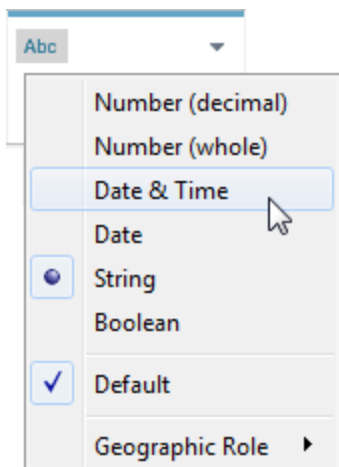 Abc
Number (decimal)
Number (whole)
Date & Time
Date
String
Boolean
Default
Geographic Role